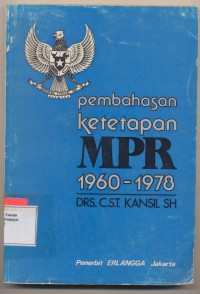 pembahasan
ketetapan
MPR
1960-1978
DRS. C.S.T. KANSIL SH
Penerbit ERLANGGA Jakarta